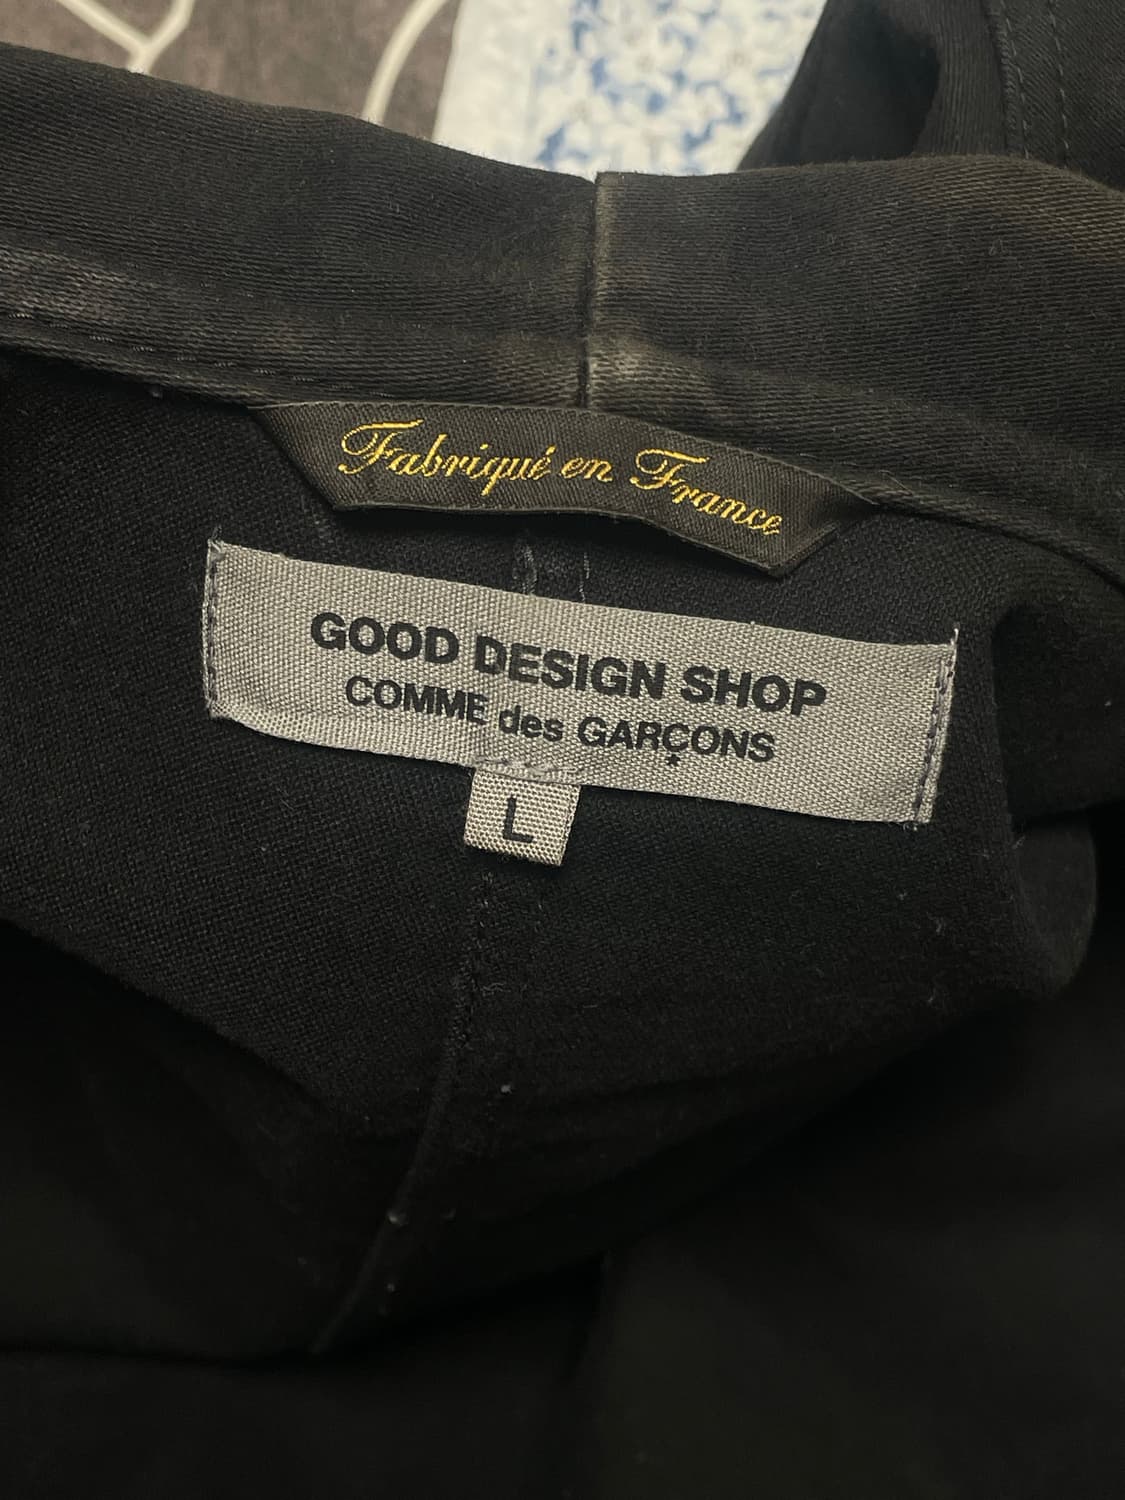 Fabriqué en France
GOOD DESIGN SHOP
COMME des GARÇONS
L